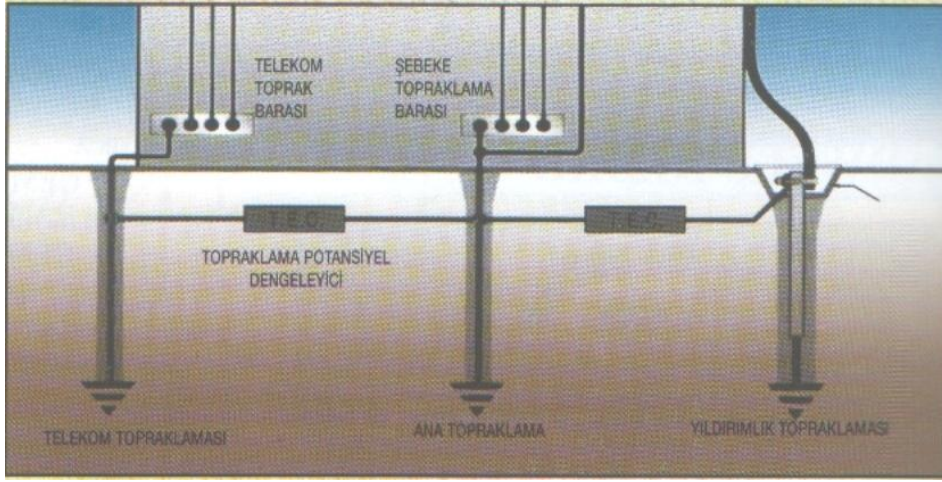 TELEKOM
TOPRAK
BARASI
ŞEBEKE
TOPRAKLAMA
BARASI
T.E.C.
T.E.C.
TOPRAKLAMA POTANSİYEL
DENGELEYİCİ
TELEKOM TOPRAKLAMASI
ANA TOPRAKLAMA
YILDIRIMLIK TOPRAKLAMASI